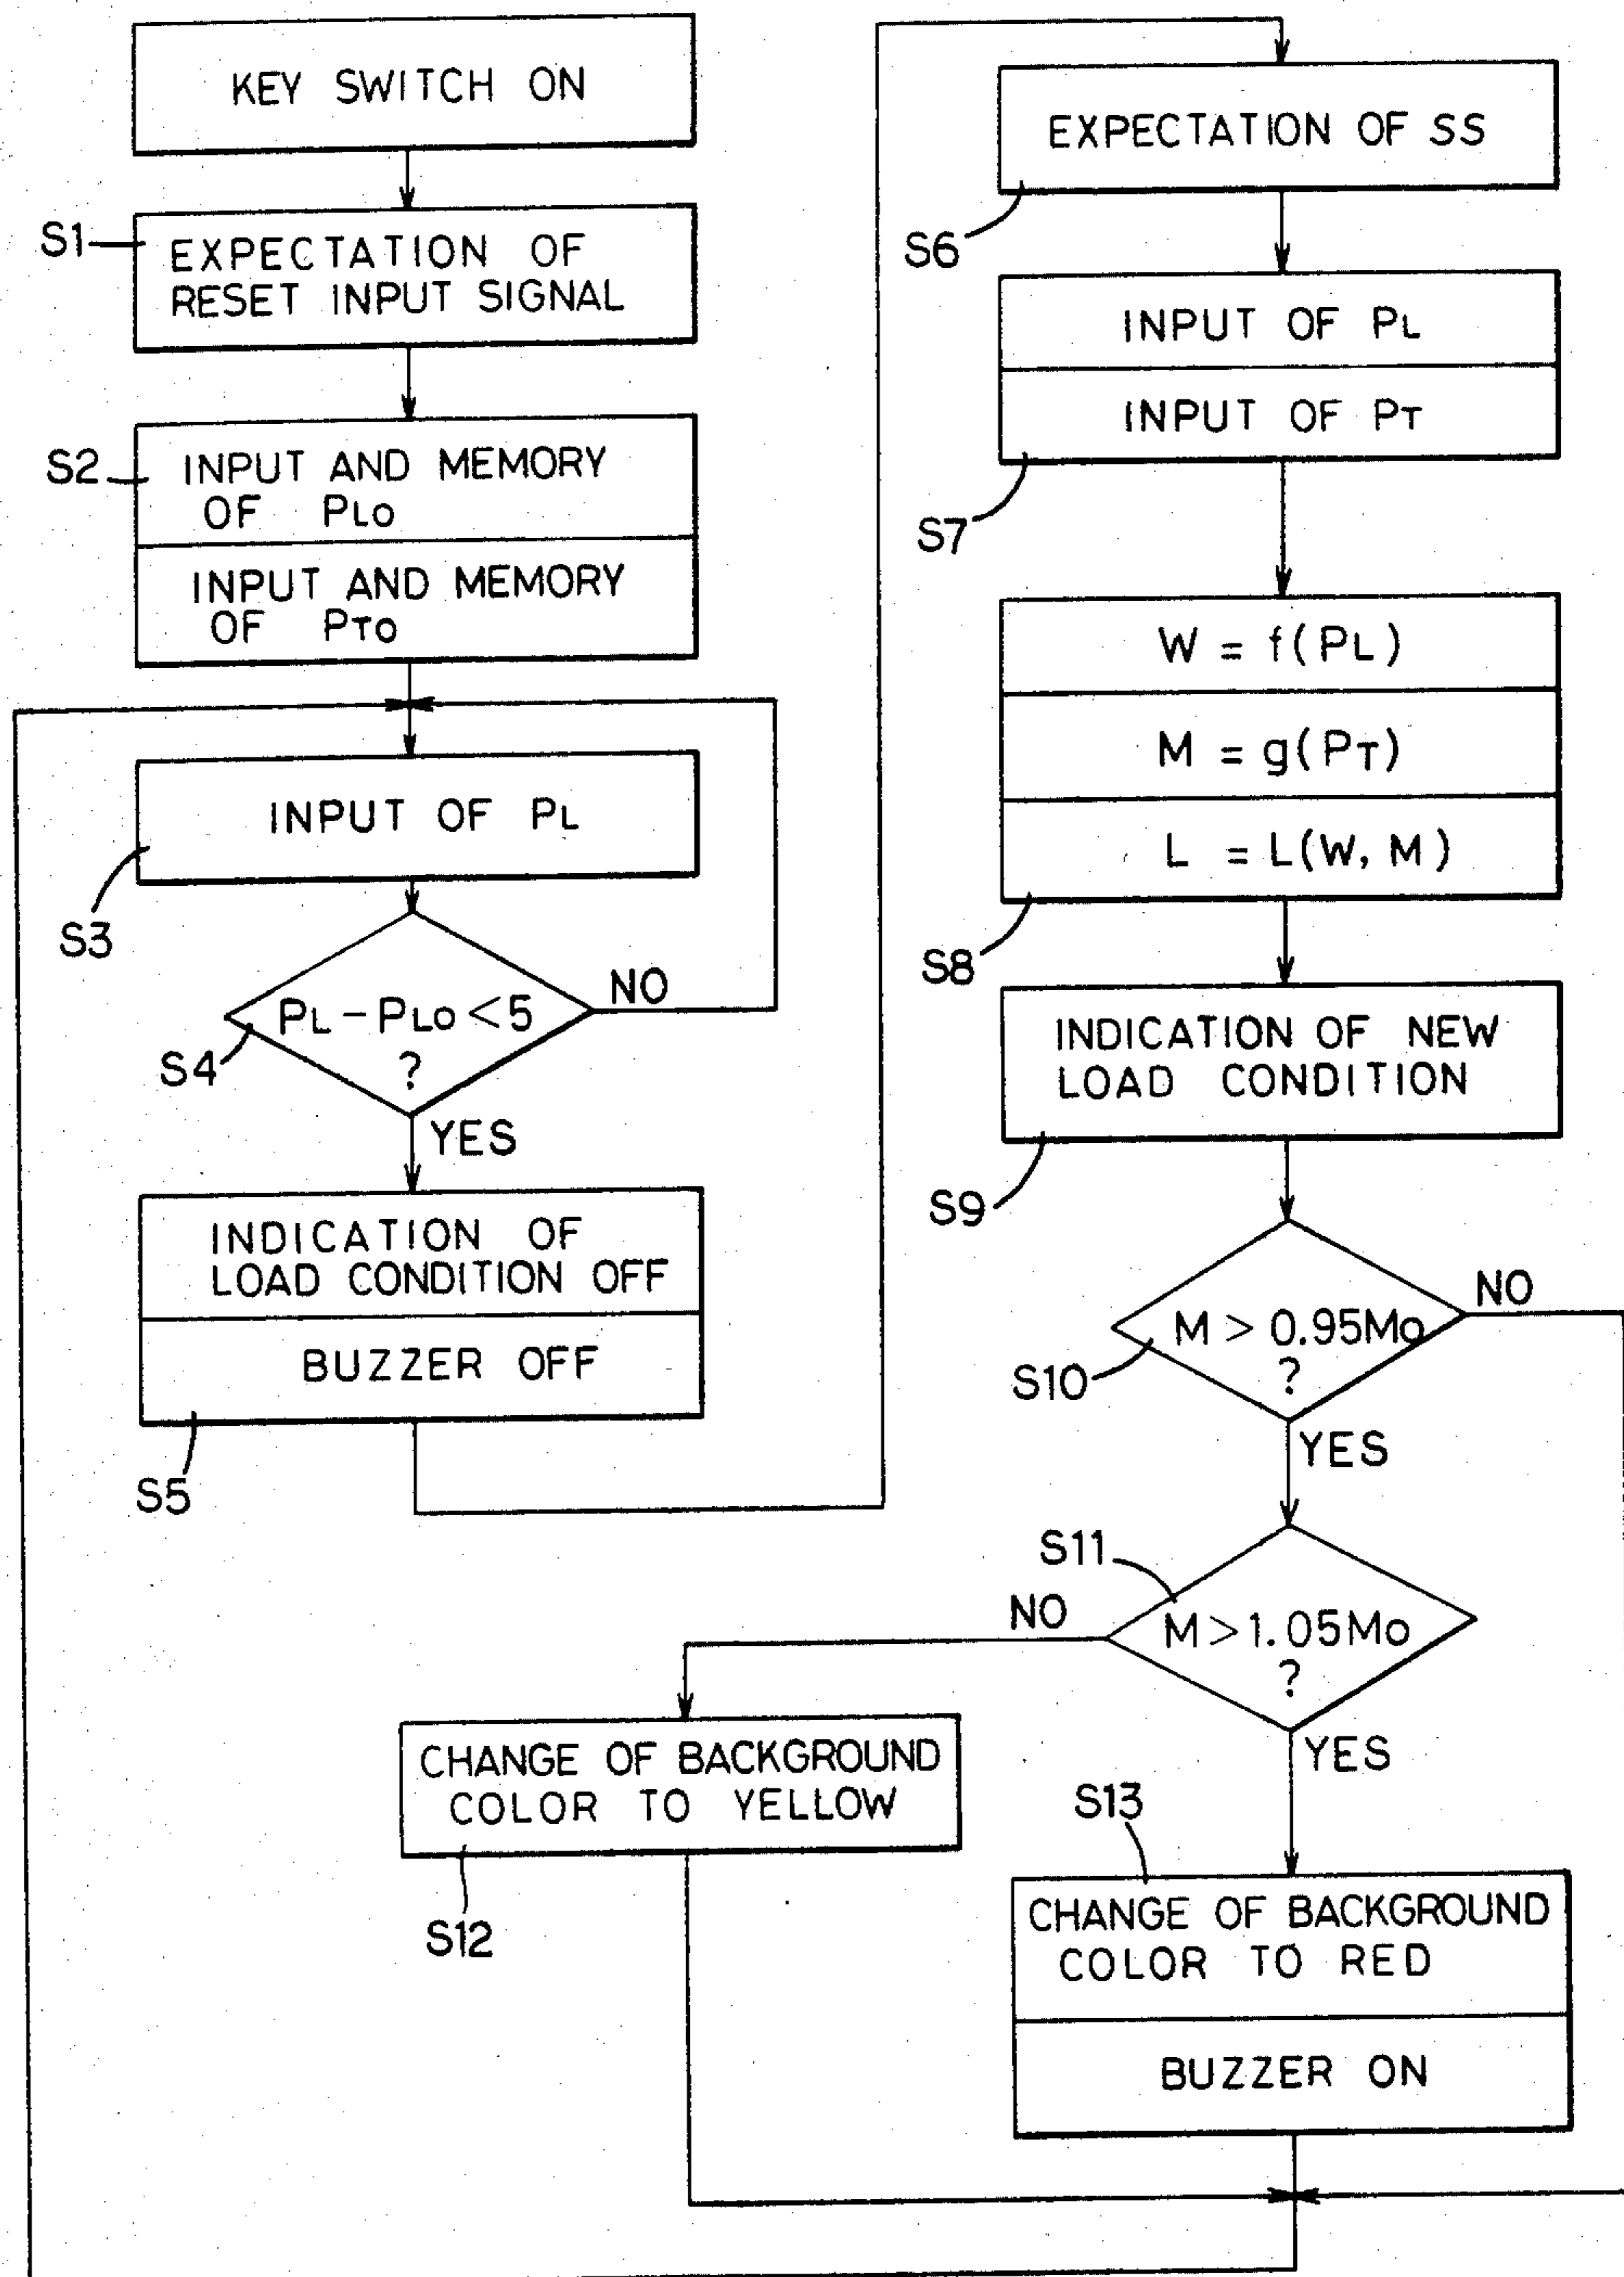 KEY SWITCH ON
S1
EXPECTATION OF
RESET INPUT SIGNAL
S2
INPUT AND MEMORY
OF PLO
INPUT AND MEMORY
OF PTO
INPUT OF PL
S3
PL-PLO<5
?
NO
S4
YES
INDICATION OF
LOAD CONDITION OFF
BUZZER OFF
S5
EXPECTATION OF SS
S6
INPUT OF PL
INPUT OF PT
S7
W = f(PL)
M = g(PT)
L = L(W, M)
S8
INDICATION OF NEW
LOAD CONDITION
S9
M > 0.95Mo
?
NO
S10
YES
S11
M > 1.05Mo
?
NO
YES
CHANGE OF BACKGROUND
COLOR TO YELLOW
S12
S13
CHANGE OF BACKGROUND
COLOR TO RED
BUZZER ON